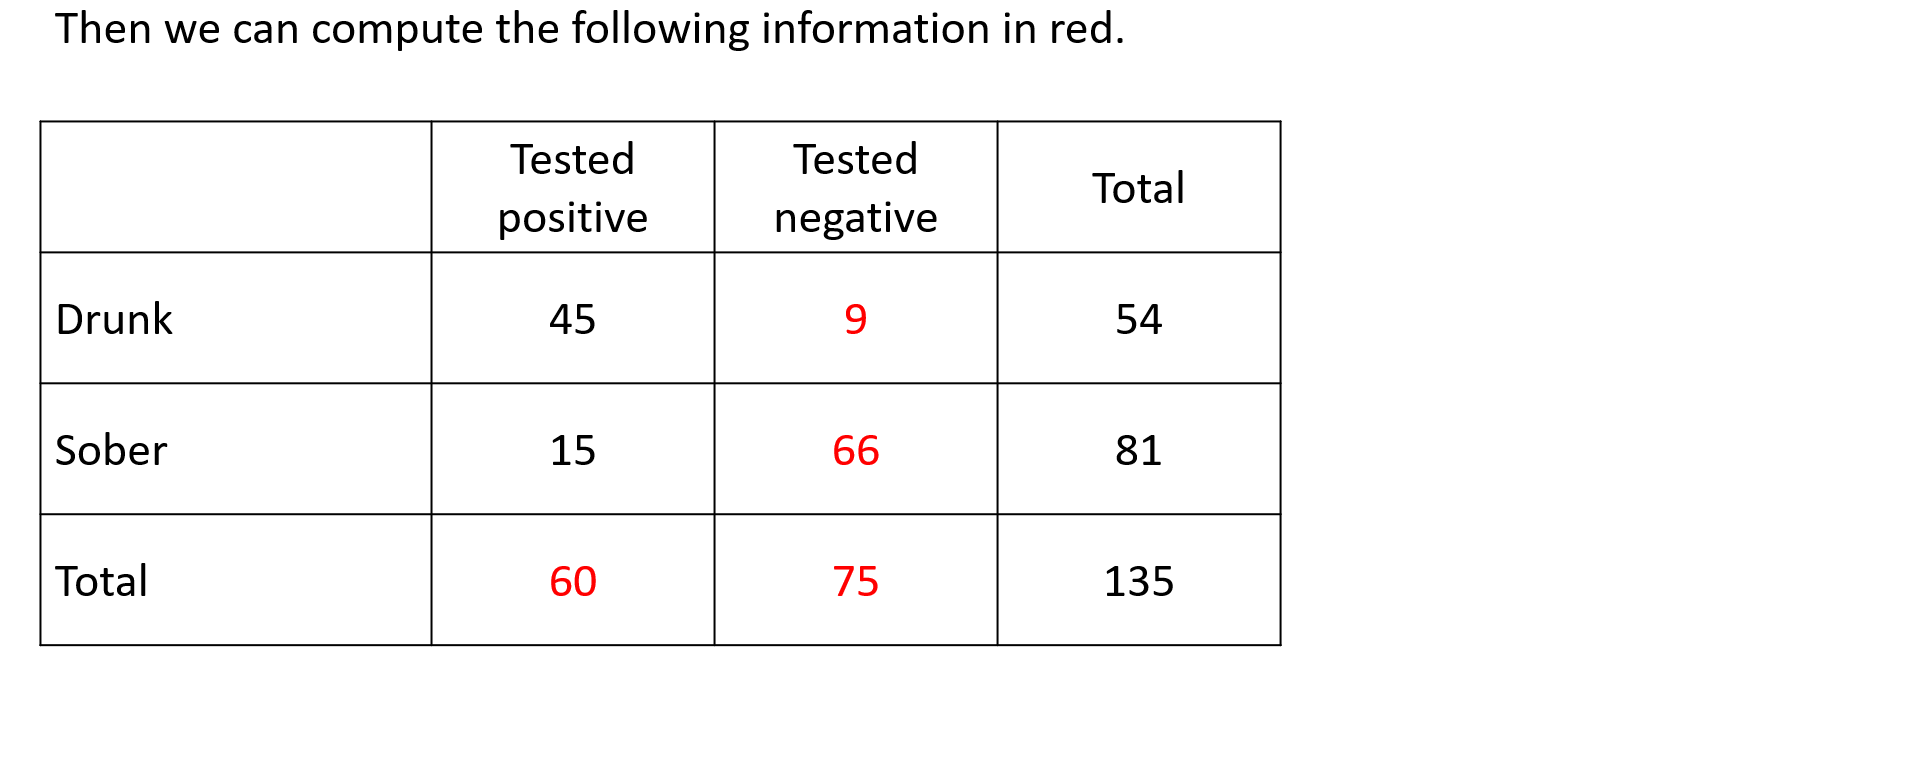 Then we can compute the following information in red.
Tested positive Tested negative Total
Drunk 45 9 54
Sober 15 66 81
Total 60 75 135